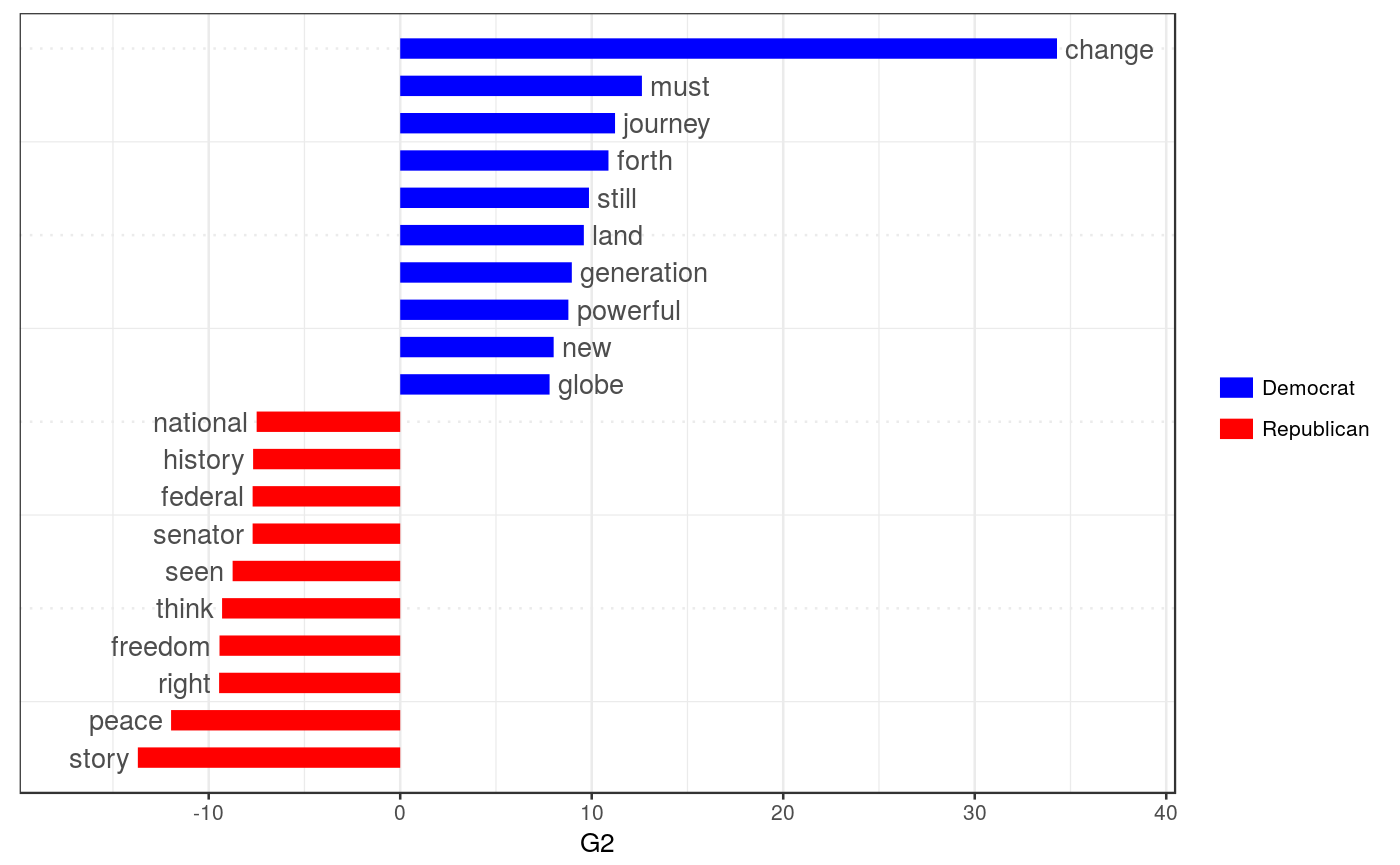 change
must
journey
forth
still
land
generation
powerful
new
globe
national
history
federal
senator
seen
think
freedom
right
peace
story
-10 0 10 20 30 40
G2
Democrat
Republican